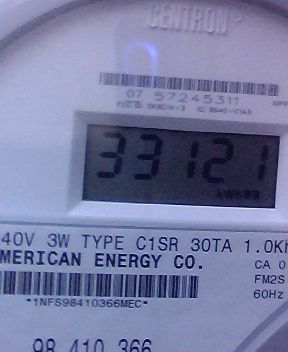 CENTRON
07 57245311
33121
kWh
40V 3W TYPE C1SR 30TA 1.0Kh
MERICAN ENERGY CO.
CA 0
FM2S
60Hz
*1NFS98410366MEC*
98 410 366